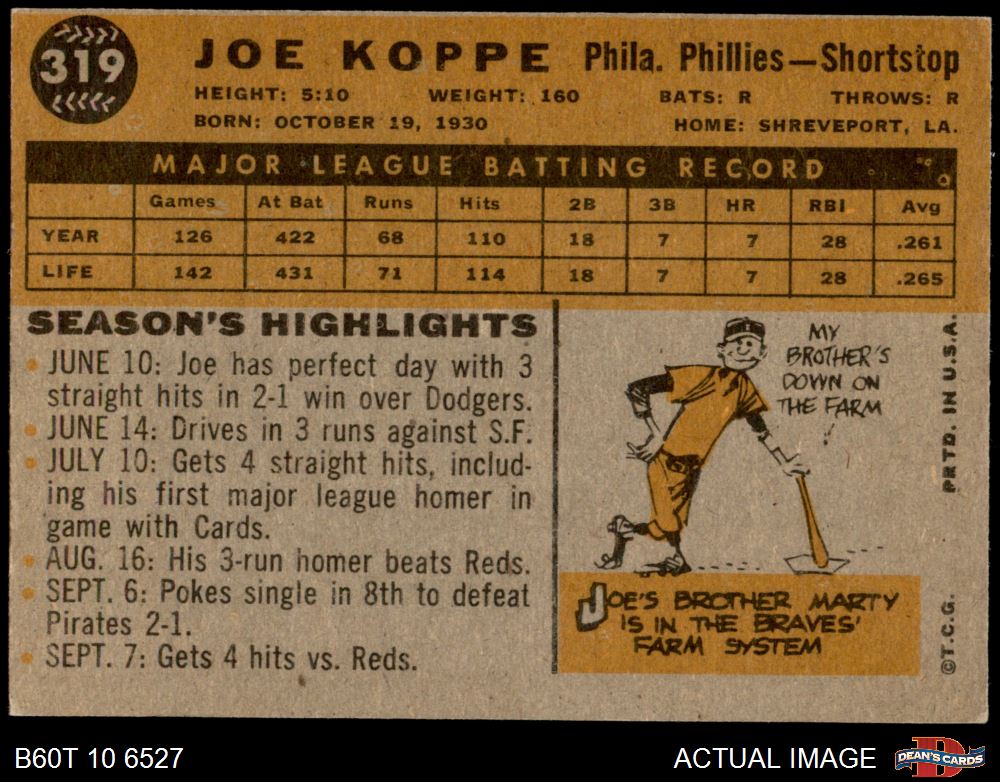 319
JOE KOPPE Phila. Phillies—Shortstop
HEIGHT: 5:10 WEIGHT: 160 BATS: R THROWS: R
BORN: OCTOBER 19, 1930 HOME: SHREVEPORT, LA.
MAJOR LEAGUE BATTING RECORD
Games At Bat Runs Hits 2B 3B HR RBI Avg
YEAR 126 422 68 110 18 7 7 28 .261
LIFE 142 431 71 114 18 7 7 28 .265
SEASON'S HIGHLIGHTS
• JUNE 10: Joe has perfect day with 3
straight hits in 2-1 win over Dodgers.
• JUNE 14: Drives in 3 runs against S.F.
• JULY 10: Gets 4 straight hits, includ-
ing his first major league homer in
game with Cards.
• AUG. 16: His 3-run homer beats Reds.
• SEPT. 6: Pokes single in 8th to defeat
Pirates 2-1.
• SEPT. 7: Gets 4 hits vs. Reds.
MY
BROTHER'S
DOWN ON
THE FARM
JOE'S BROTHER MARTY
IS IN THE BRAVES'
FARM SYSTEM
©T.C.G. PRTD. IN U.S.A.
B60T 10 6527 ACTUAL IMAGE D DEAN'S CARDS